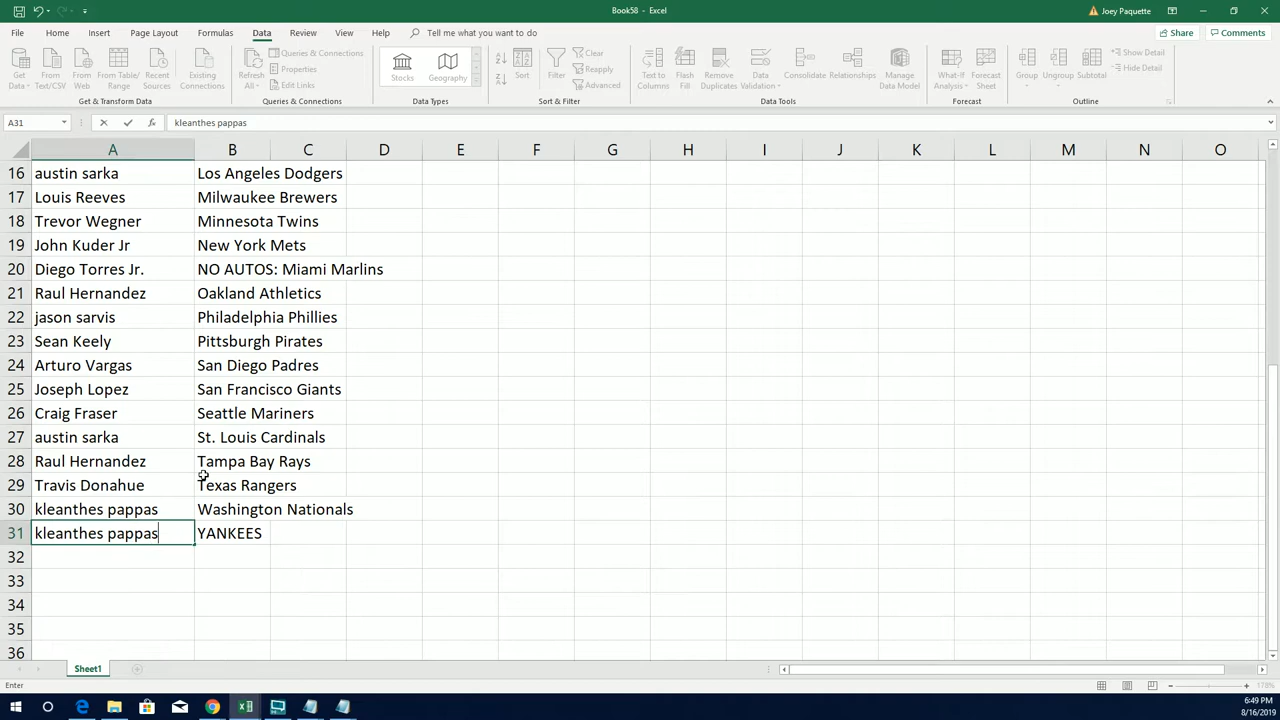 Book58 - Excel
Joey Paquette
File Home Insert Page Layout Formulas Data Review View Help Tell me what you want to do
Share Comments
Get Data
From Text/CSV
From Web
From Table/ Range
Recent Sources
Existing Connections
Get & Transform Data
Refresh All
Queries & Connections
Properties
Edit Links
Queries & Connections
Stocks
Geography
Data Types
Sort
Filter
Clear
Reapply
Advanced
Sort & Filter
Text to Columns
Flash Fill
Remove Duplicates
Data Validation
Consolidate
Relationships
Manage Data Model
Data Tools
What-If Analysis
Forecast Sheet
Forecast
Group
Ungroup
Subtotal
Show Detail
Hide Detail
Outline
A31 fx kleanthes pappas
A B C D E F G H I J K L M N O
16 austin sarka Los Angeles Dodgers
17 Louis Reeves Milwaukee Brewers
18 Trevor Wegner Minnesota Twins
19 John Kuder Jr New York Mets
20 Diego Torres Jr. NO AUTOS: Miami Marlins
21 Raul Hernandez Oakland Athletics
22 jason sarvis Philadelphia Phillies
23 Sean Keely Pittsburgh Pirates
24 Arturo Vargas San Diego Padres
25 Joseph Lopez San Francisco Giants
26 Craig Fraser Seattle Mariners
27 austin sarka St. Louis Cardinals
28 Raul Hernandez Tampa Bay Rays
29 Travis Donahue Texas Rangers
30 kleanthes pappas Washington Nationals
31 kleanthes pappas YANKEES
32
33
34
35
36
Sheet1
Enter
178%
6:49 PM
8/16/2019